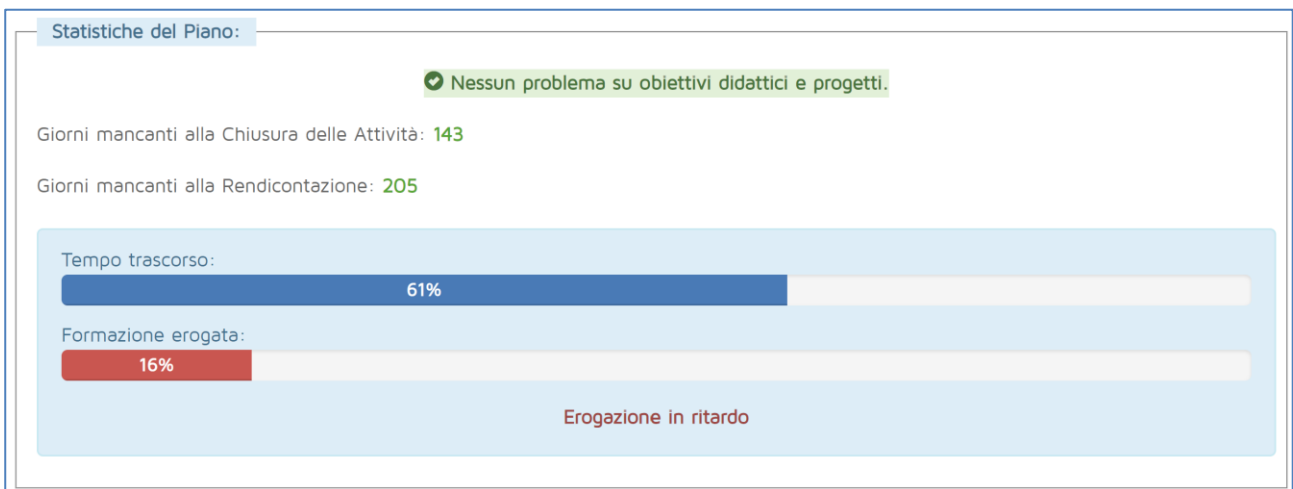 Statistiche del Piano:
Nessun problema su obiettivi didattici e progetti.
Giorni mancanti alla Chiusura delle Attività: 143
Giorni mancanti alla Rendicontazione: 205
Tempo trascorso:
61%
Formazione erogata:
16%
Erogazione in ritardo